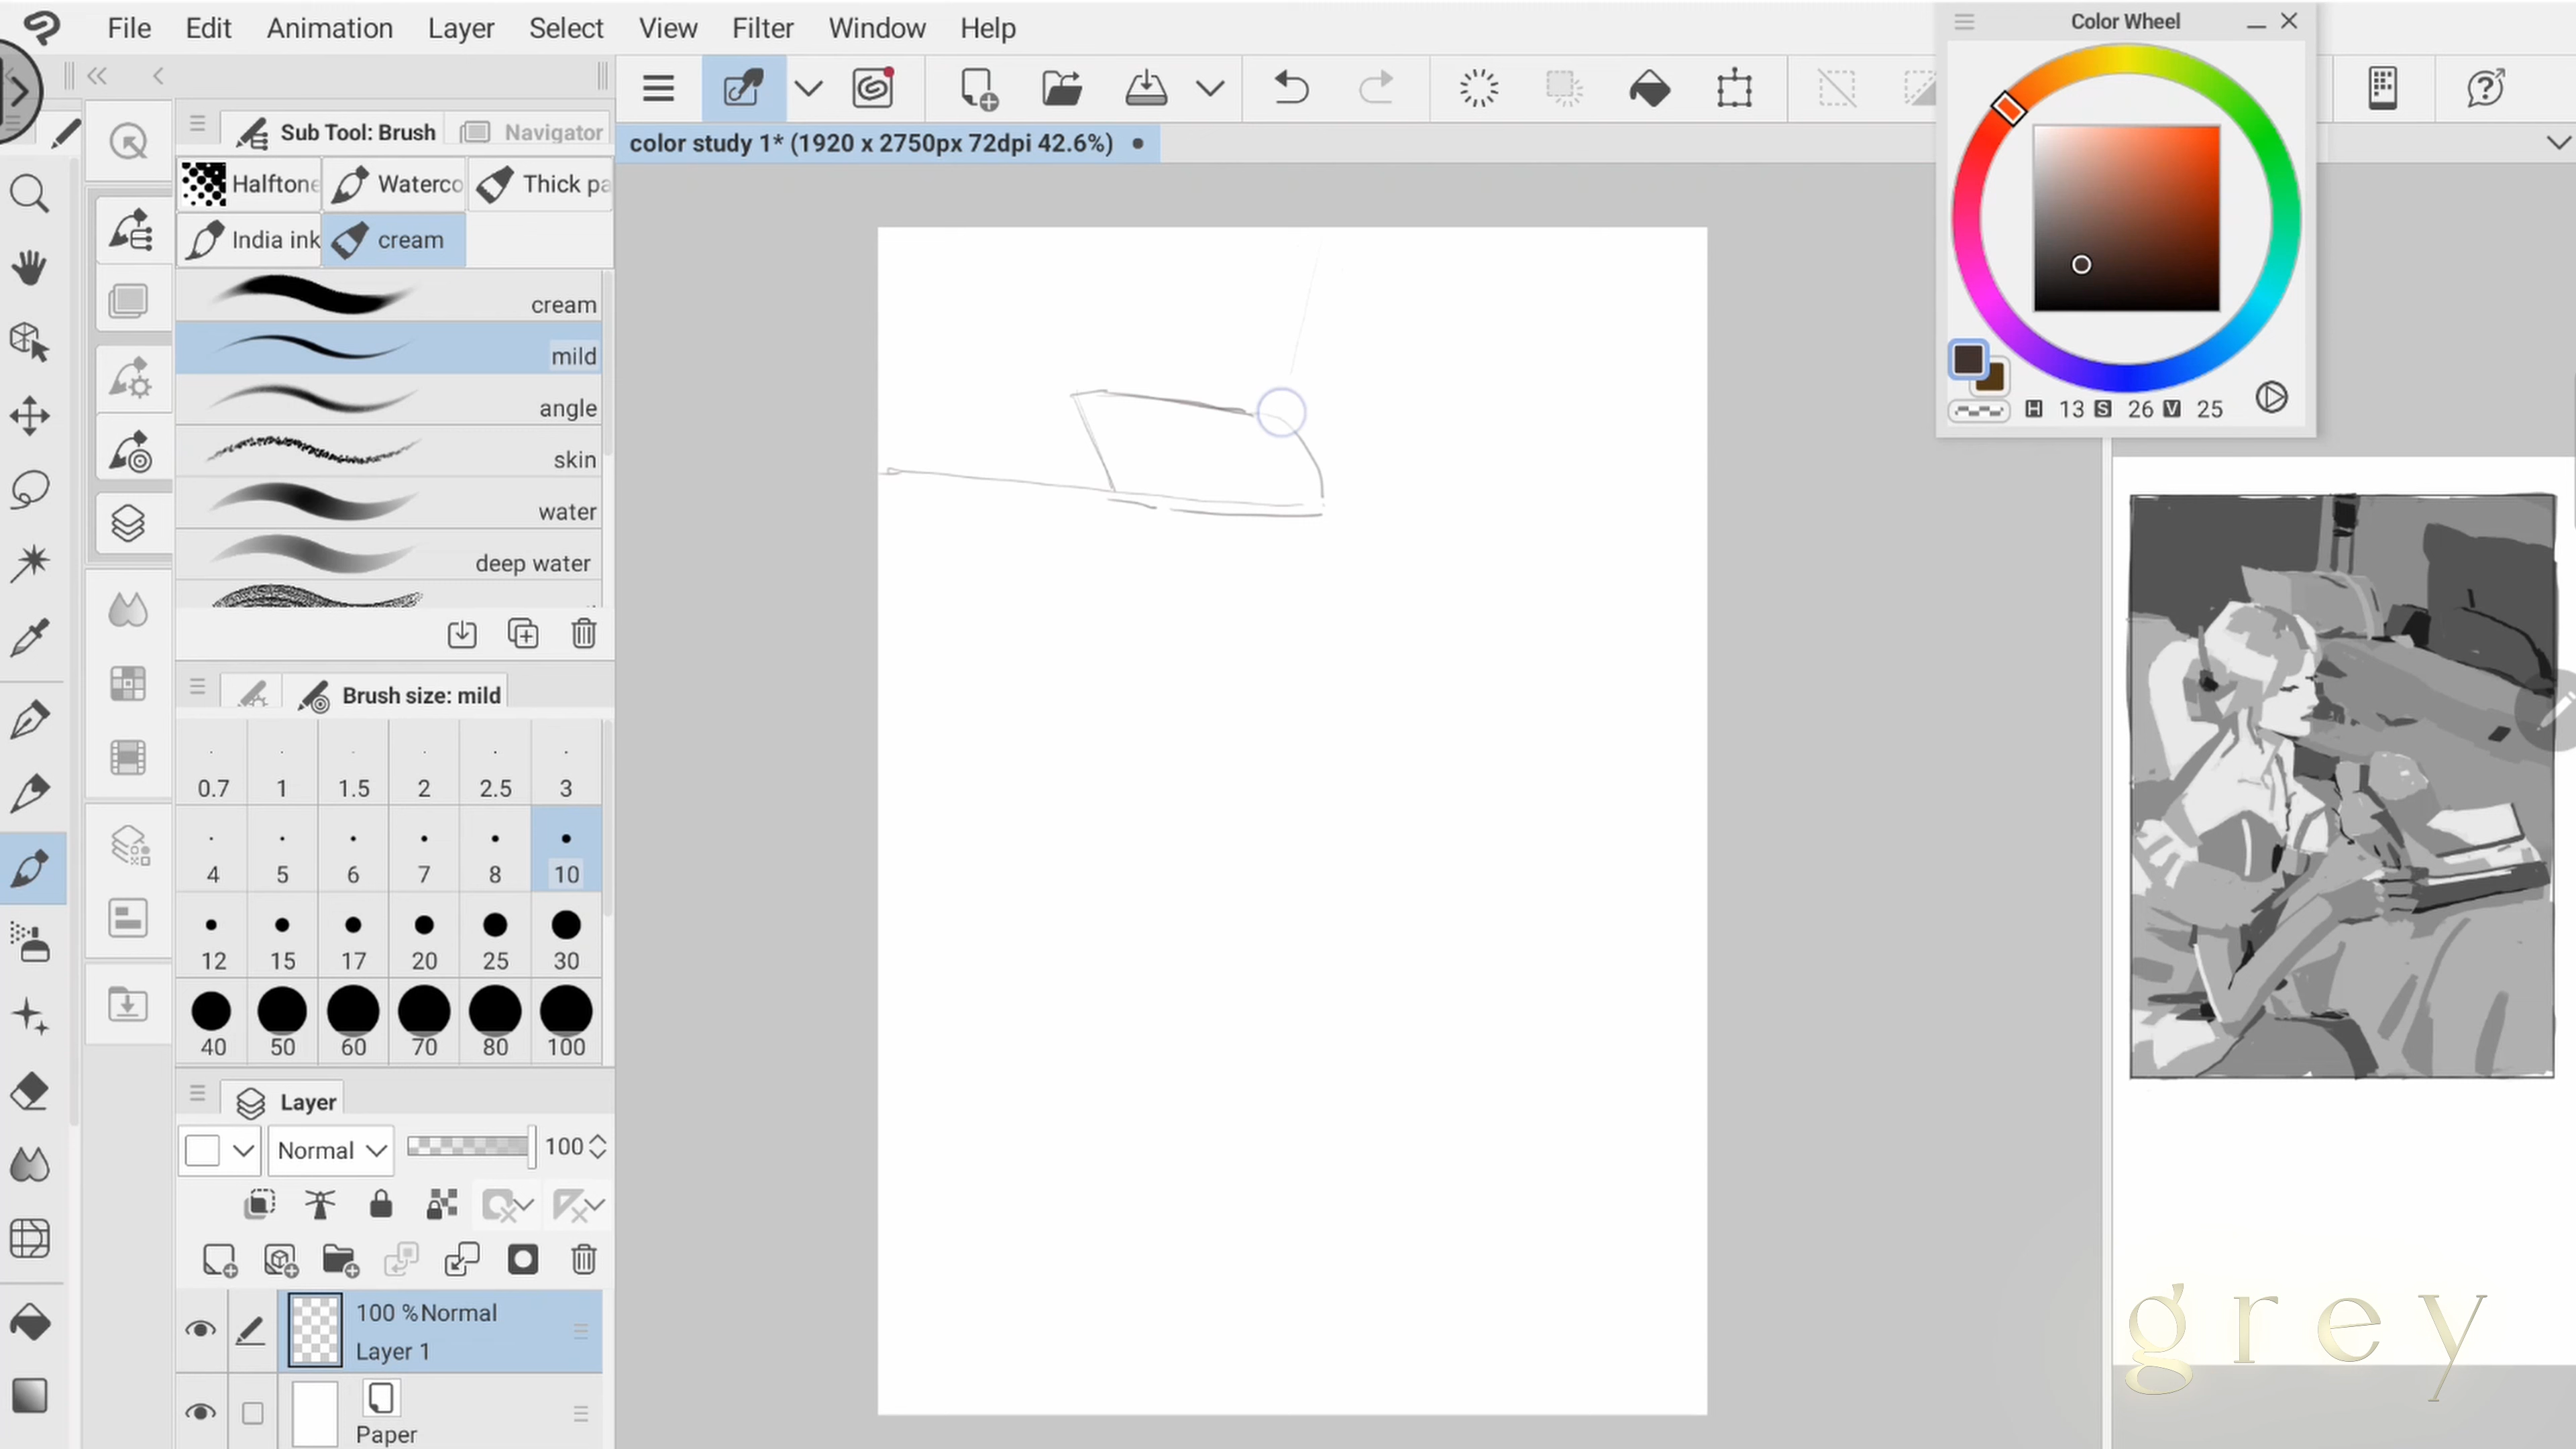 File Edit Animation Layer Select View Filter Window Help
Color Wheel
Sub Tool: Brush Navigator
color study 1* (1920 x 2750px 72dpi 42.6%)
Halftone Waterco Thick pa
India ink cream
cream
mild
angle
skin
water
deep water
H 13 S 26 V 25
Brush size: mild
0.7 1 1.5 2 2.5 3
4 5 6 7 8 10
12 15 17 20 25 30
40 50 60 70 80 100
Layer
Normal 100
100 %Normal
Layer 1
Paper
grey